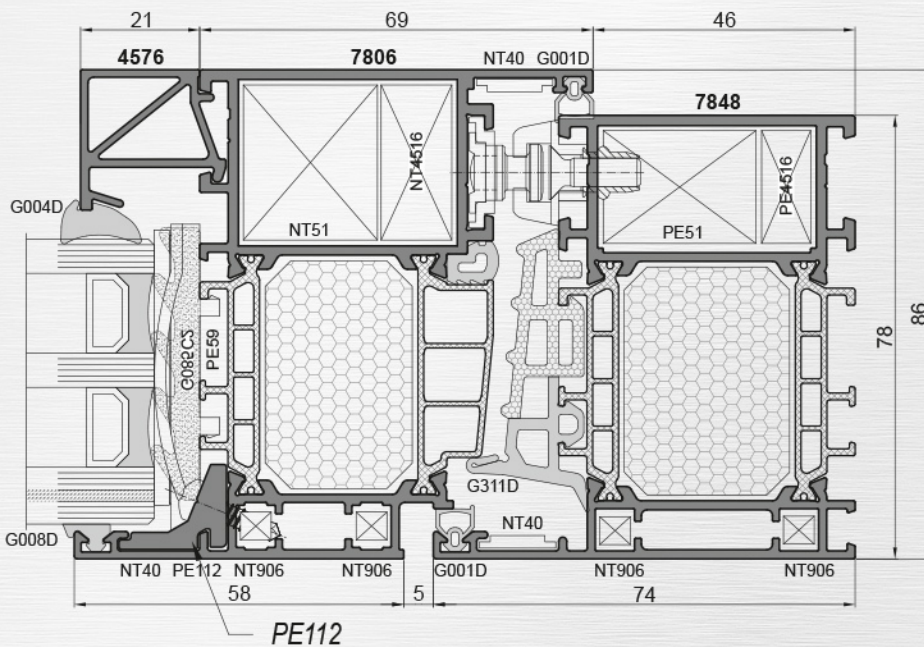 21
69
46
4576
7806
NT40
G001D
7848
NT4516
PE4516
G004D
NT51
PE51
G086C2
PE59
78
86
G311D
NT40
G008D
NT40
PE112
NT906
NT906
G001D
NT906
NT906
58
5
74
PE112